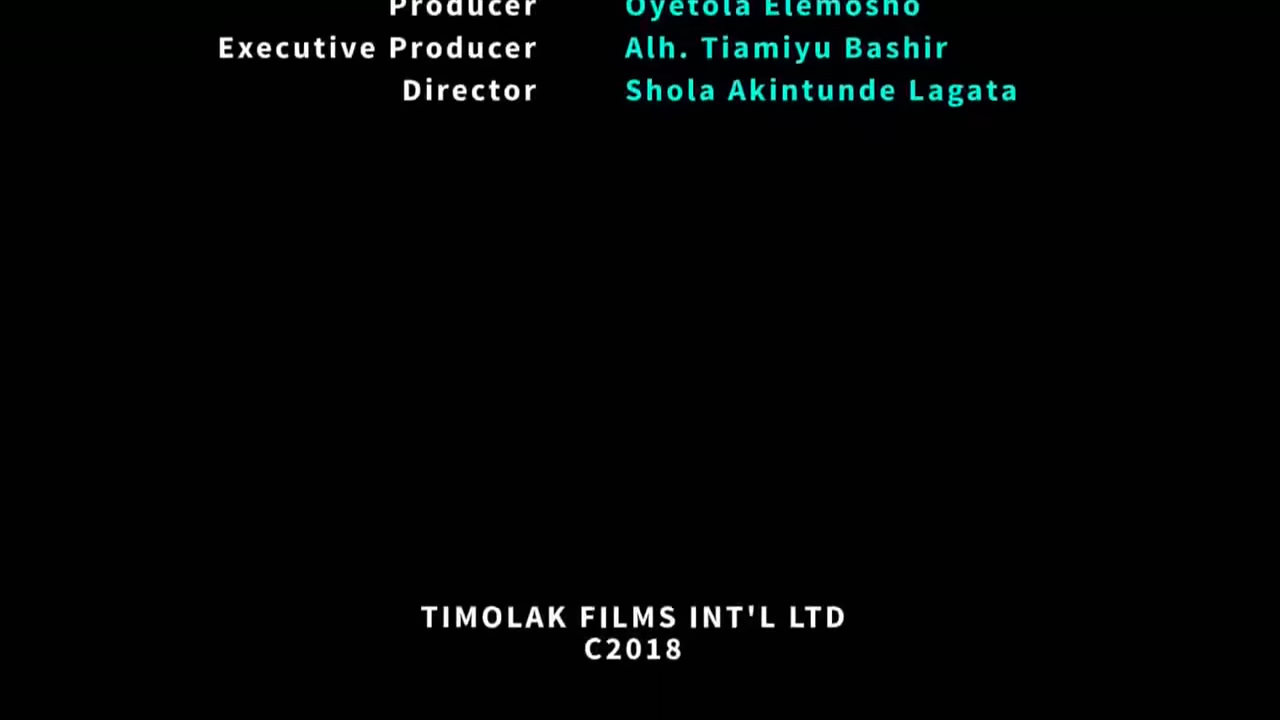 Producer Oyetola Elemosho
Executive Producer Alh. Tiamiyu Bashir
Director Shola Akintunde Lagata
TIMOLAK FILMS INT'L LTD
C2018